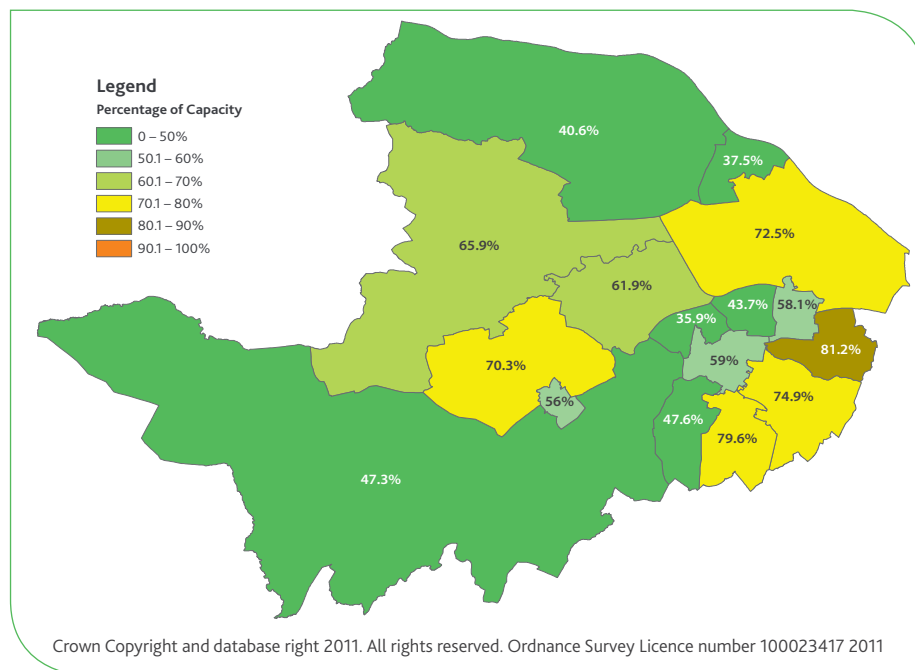 Legend
Percentage of Capacity
0 – 50%
50.1 – 60%
60.1 – 70%
70.1 – 80%
80.1 – 90%
90.1 – 100%
40.6%
37.5%
72.5%
65.9%
61.9%
43.7%
58.1%
35.9%
81.2%
59%
70.3%
74.9%
56%
47.6%
79.6%
47.3%
Crown Copyright and database right 2011. All rights reserved. Ordnance Survey Licence number 100023417 2011